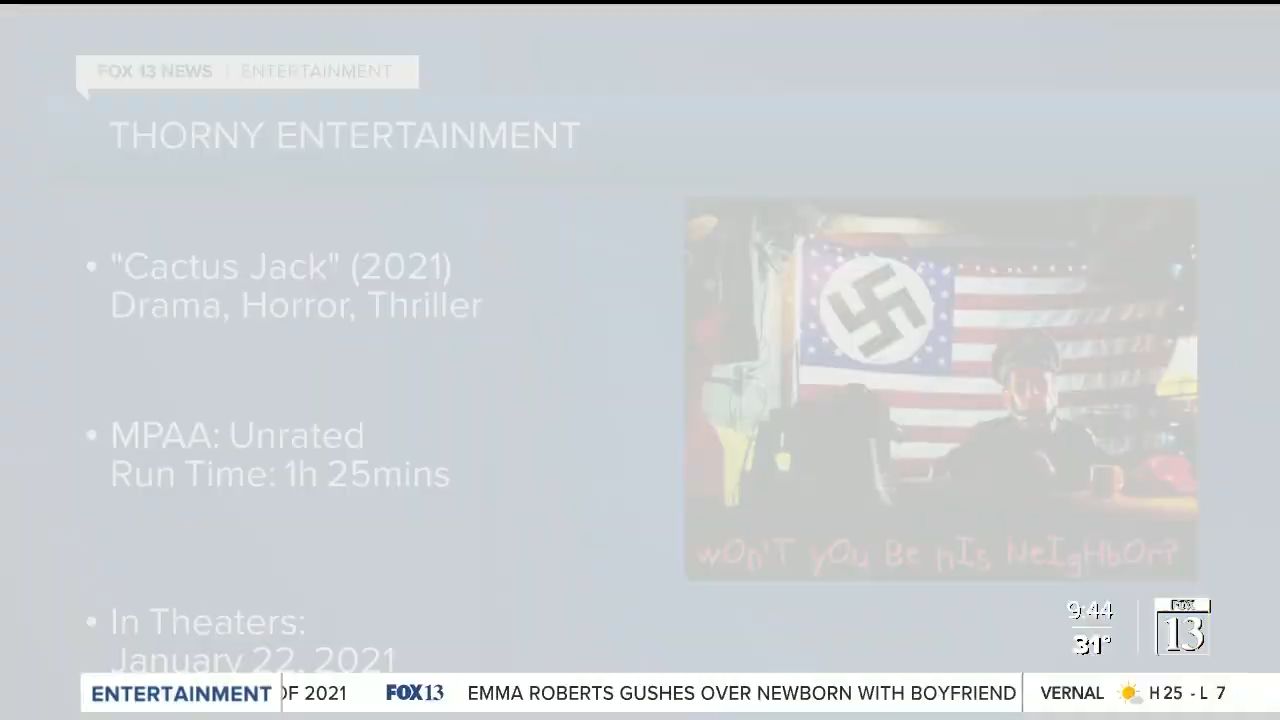 FOX 13 NEWS | ENTERTAINMENT
THORNY ENTERTAINMENT
• "Cactus Jack" (2021)
Drama, Horror, Thriller
• MPAA: Unrated
Run Time: 1h 25mins
• In Theaters:
January 22, 2021
wOn'T yOu Be hIs NeIgHbOr?
9:44
31°
FOX
13
ENTERTAINMENT
OF 2021 FOX13 EMMA ROBERTS GUSHES OVER NEWBORN WITH BOYFRIEND
VERNAL H 25 - L 7